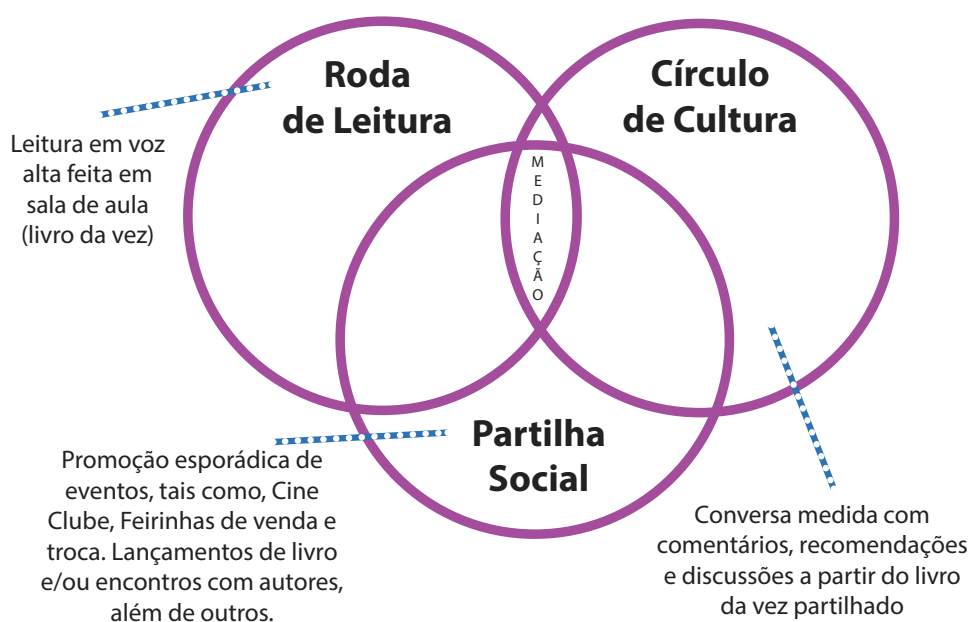 Roda
de Leitura
Círculo
de Cultura
Leitura em voz
alta feita em
sala de aula
(livro da vez)
MEDIAÇÃO
Partilha
Social
Promoção esporádica de
eventos, tais como, Cine
Clube, Feirinhas de venda e
troca. Lançamentos de livro
e/ou encontros com autores,
além de outros.
Conversa medida com
comentários, recomendações
e discussões a partir do livro
da vez partilhado